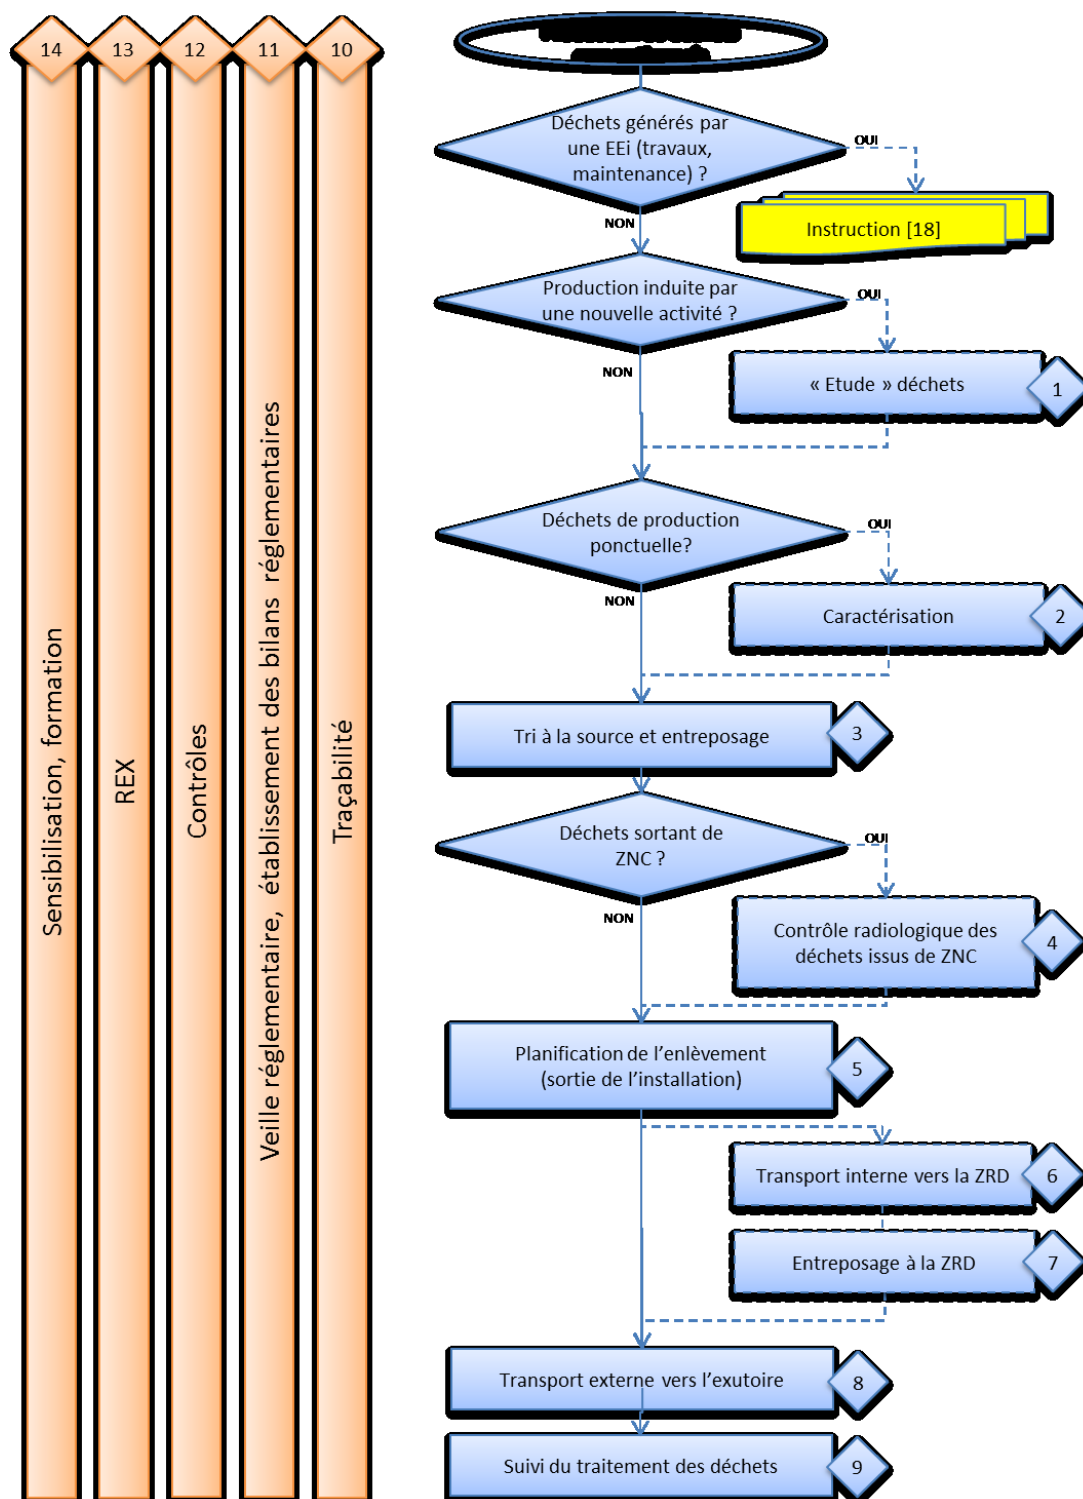 14
13
12
11
10
Sensibilisation, formation
REX
Contrôles
Veille réglementaire, établissement des bilans réglementaires
Traçabilité
Déchets générés par
une EEi (travaux,
maintenance) ?
OUI
Instruction [18]
NON
Production induite par
une nouvelle activité ?
OUI
NON
« Etude » déchets
1
Déchets de production
ponctuelle?
OUI
NON
Caractérisation
2
Tri à la source et entreposage
3
Déchets sortant de
ZNC ?
OUI
NON
Contrôle radiologique des
déchets issus de ZNC
4
Planification de l’enlèvement
(sortie de l’installation)
5
Transport interne vers la ZRD
6
Entreposage à la ZRD
7
Transport externe vers l’exutoire
8
Suivi du traitement des déchets
9